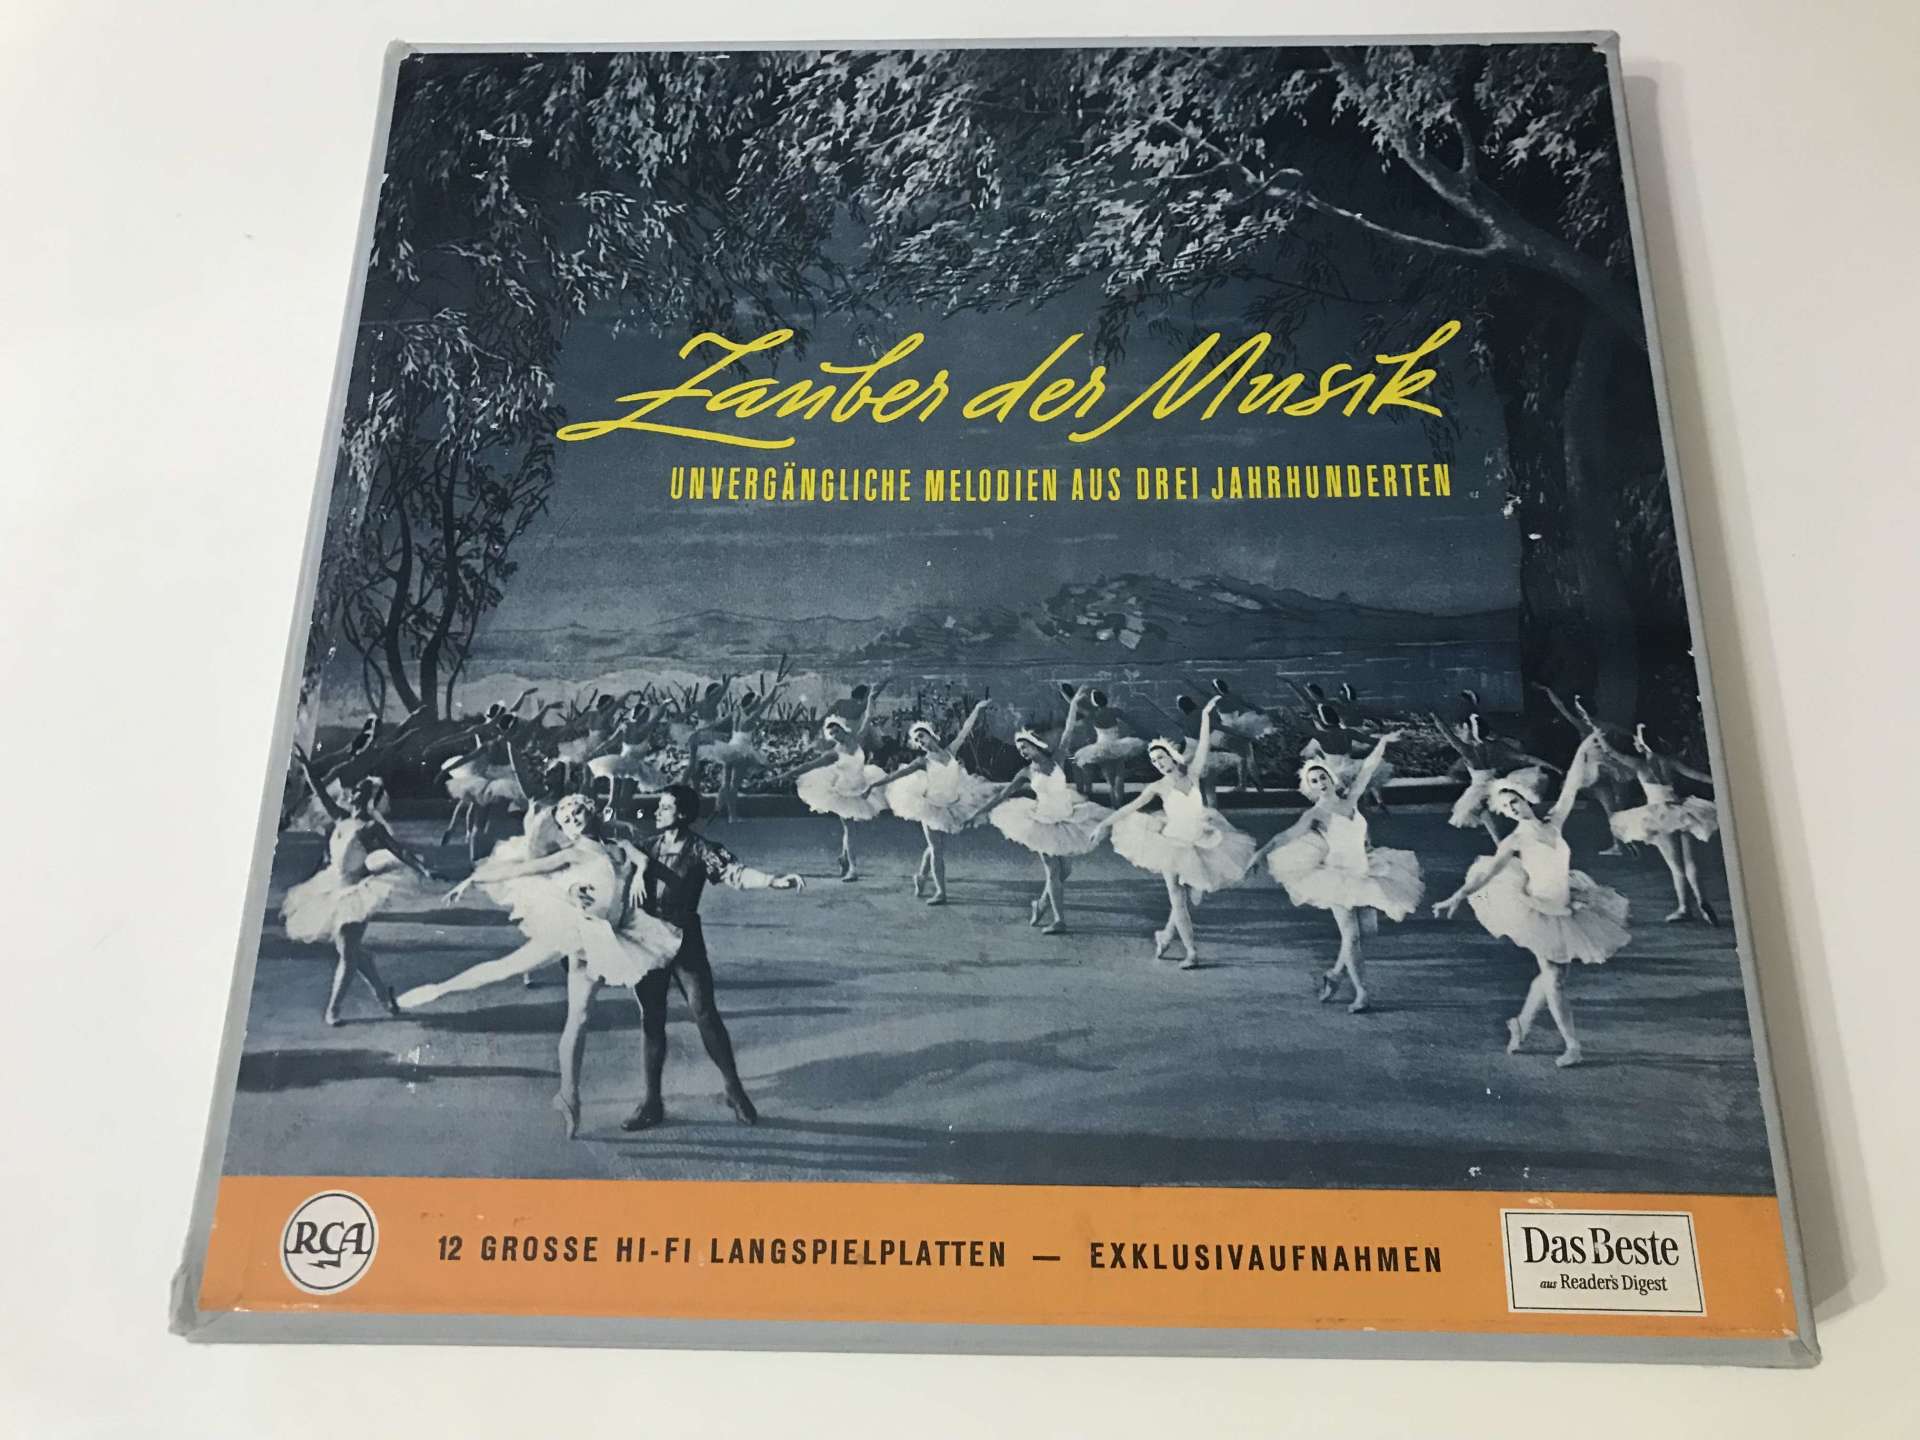 Zauber der Musik
UNVERGÄNGLICHE MELODIEN AUS DREI JAHRHUNDERTEN
RCA
12 GROSSE HI-FI LANGSPIELPLATTEN — EXKLUSIVAUFNAHMEN
Das Beste
aus Reader's Digest